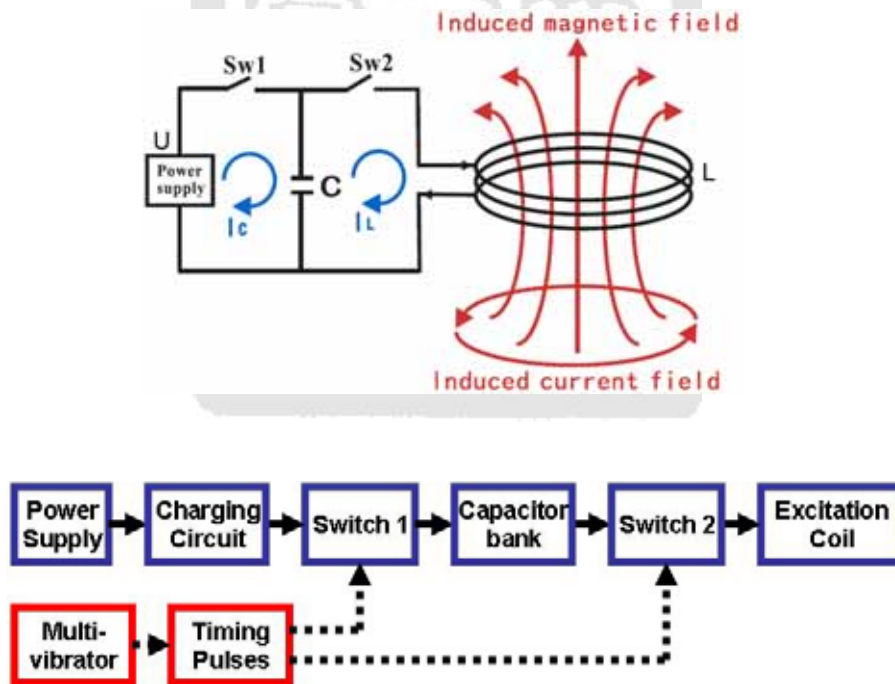 Induced magnetic field
Sw1
Sw2
U
Power
supply
Ic
C
IL
L
Induced current field
Power
Supply
Charging
Circuit
Switch 1
Capacitor
bank
Switch 2
Excitation
Coil
Multi-
vibrator
Timing
Pulses